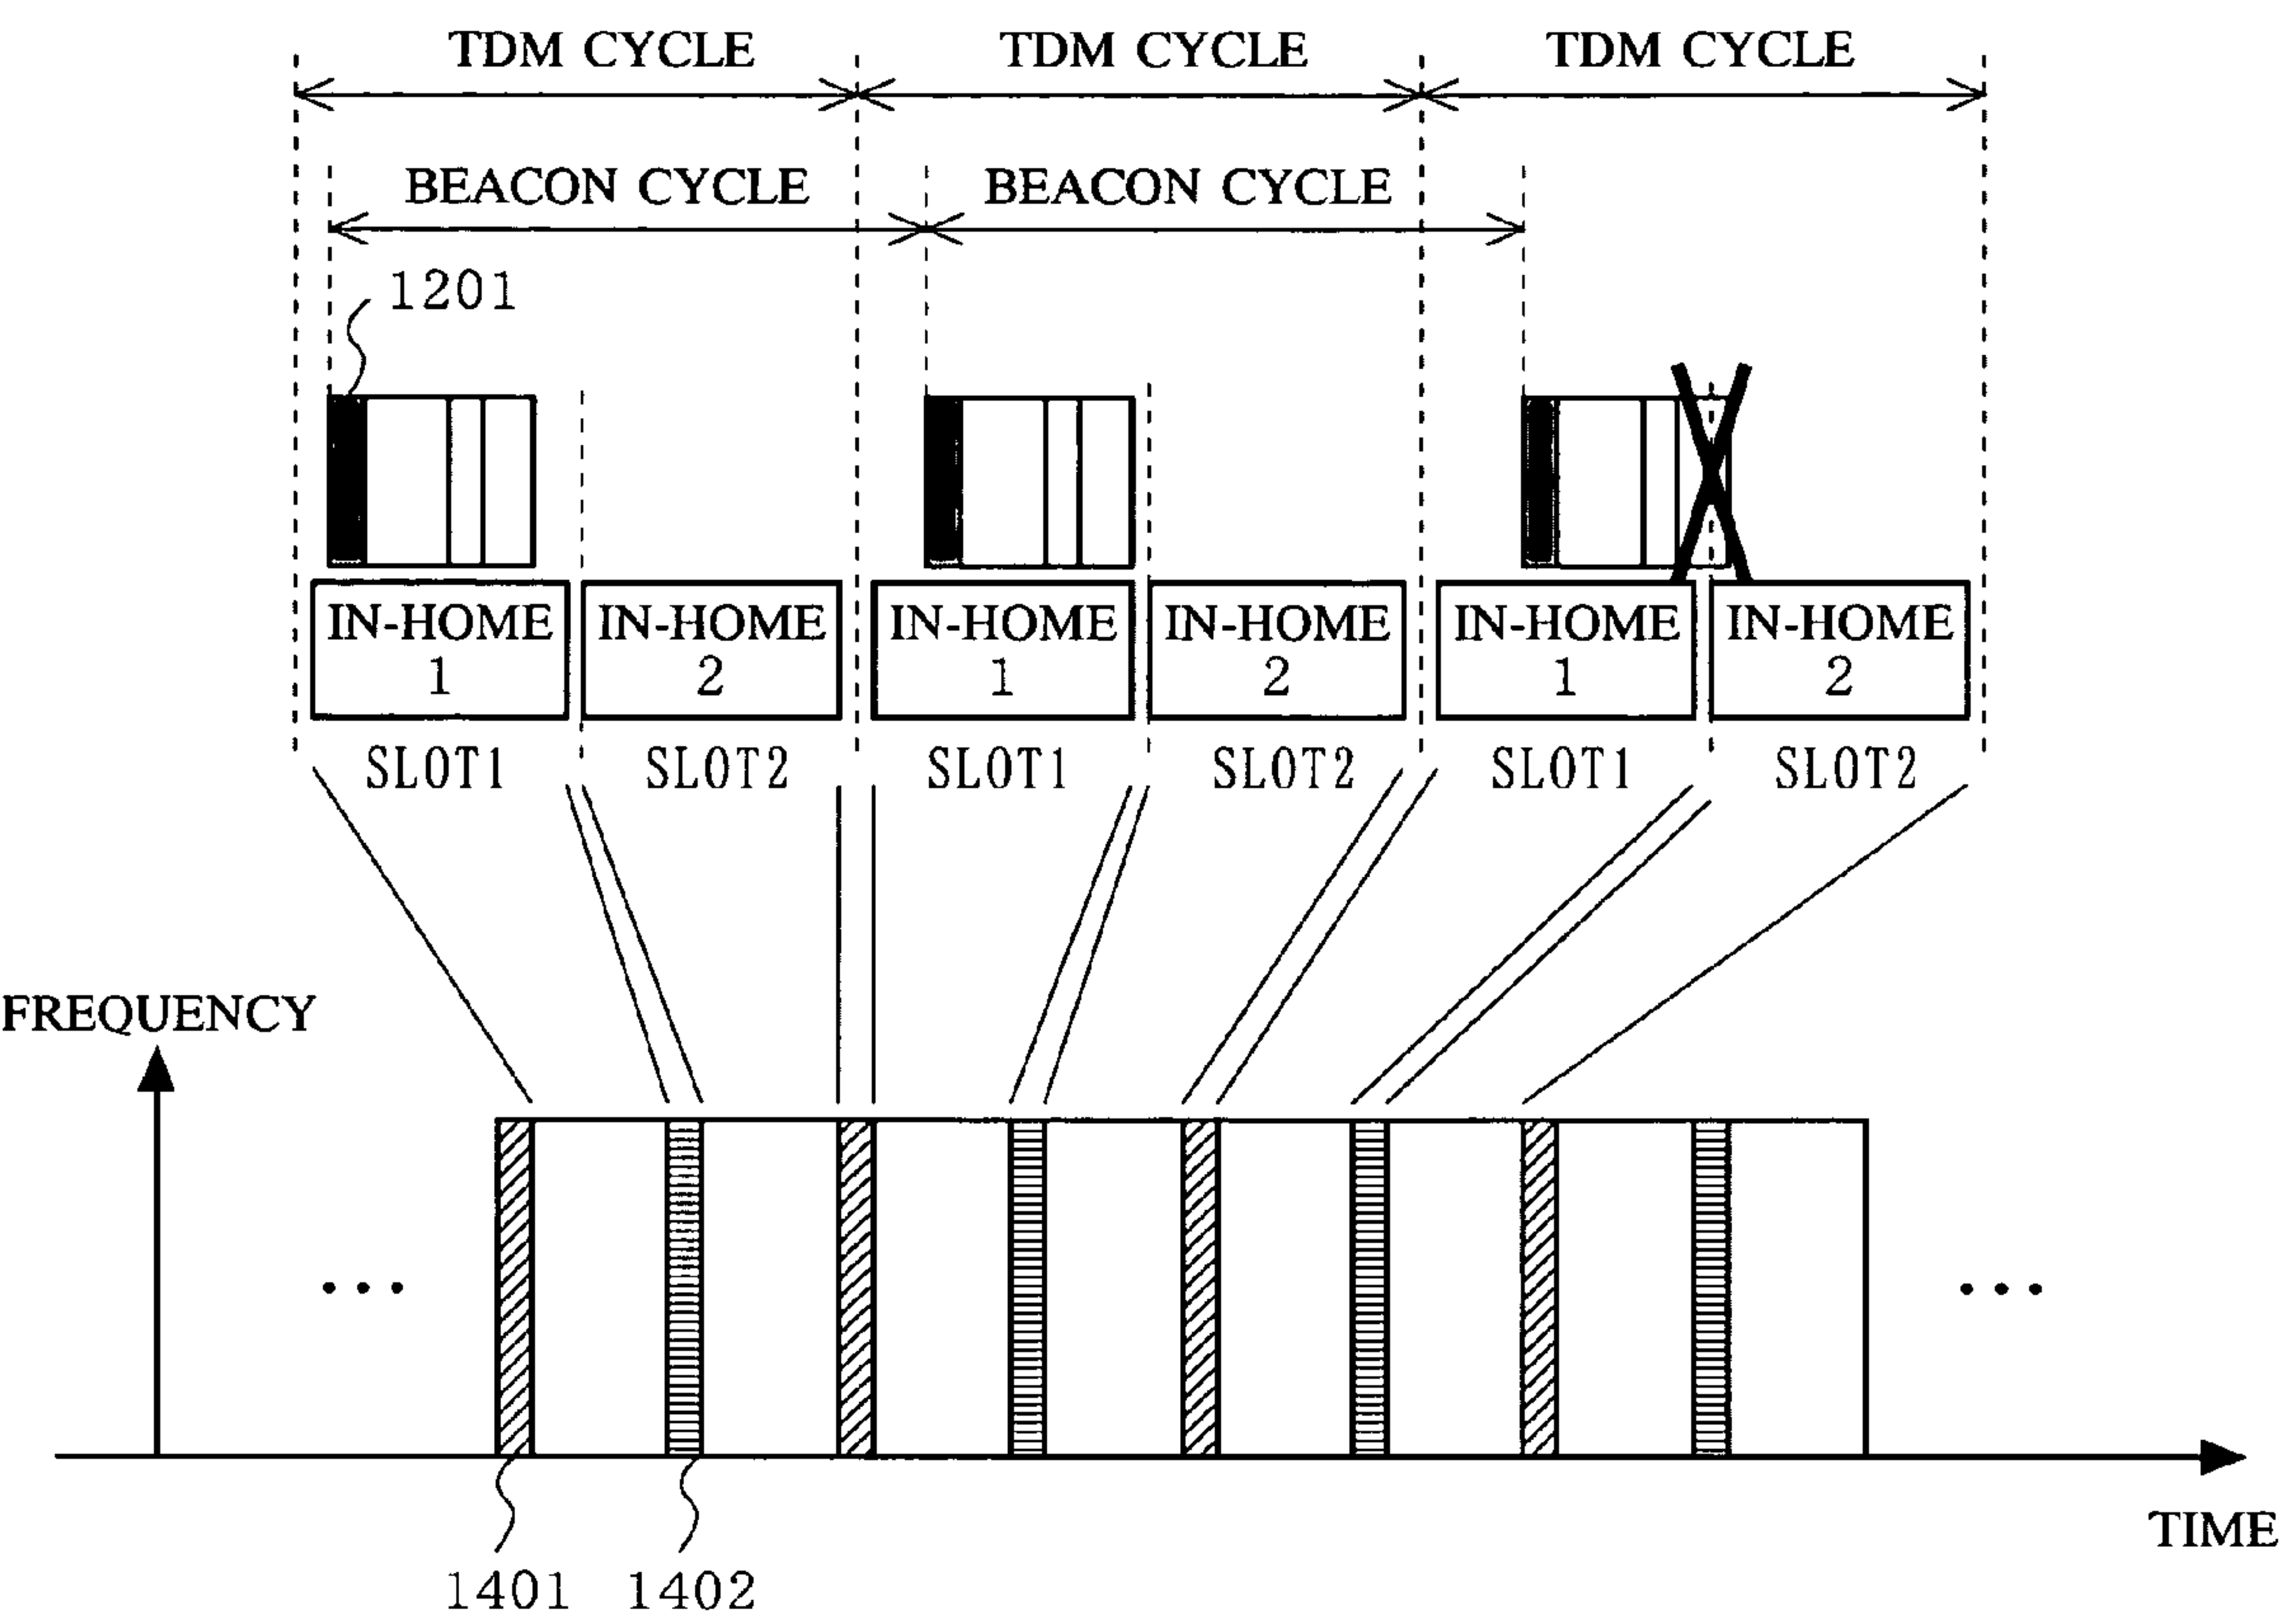 TDM CYCLE TDM CYCLE TDM CYCLE
BEACON CYCLE BEACON CYCLE
1201
IN-HOME 1 IN-HOME 2 IN-HOME 1 IN-HOME 2 IN-HOME 1 IN-HOME 2
SLOT1 SLOT2 SLOT1 SLOT2 SLOT1 SLOT2
FREQUENCY
... ...
TIME
1401 1402